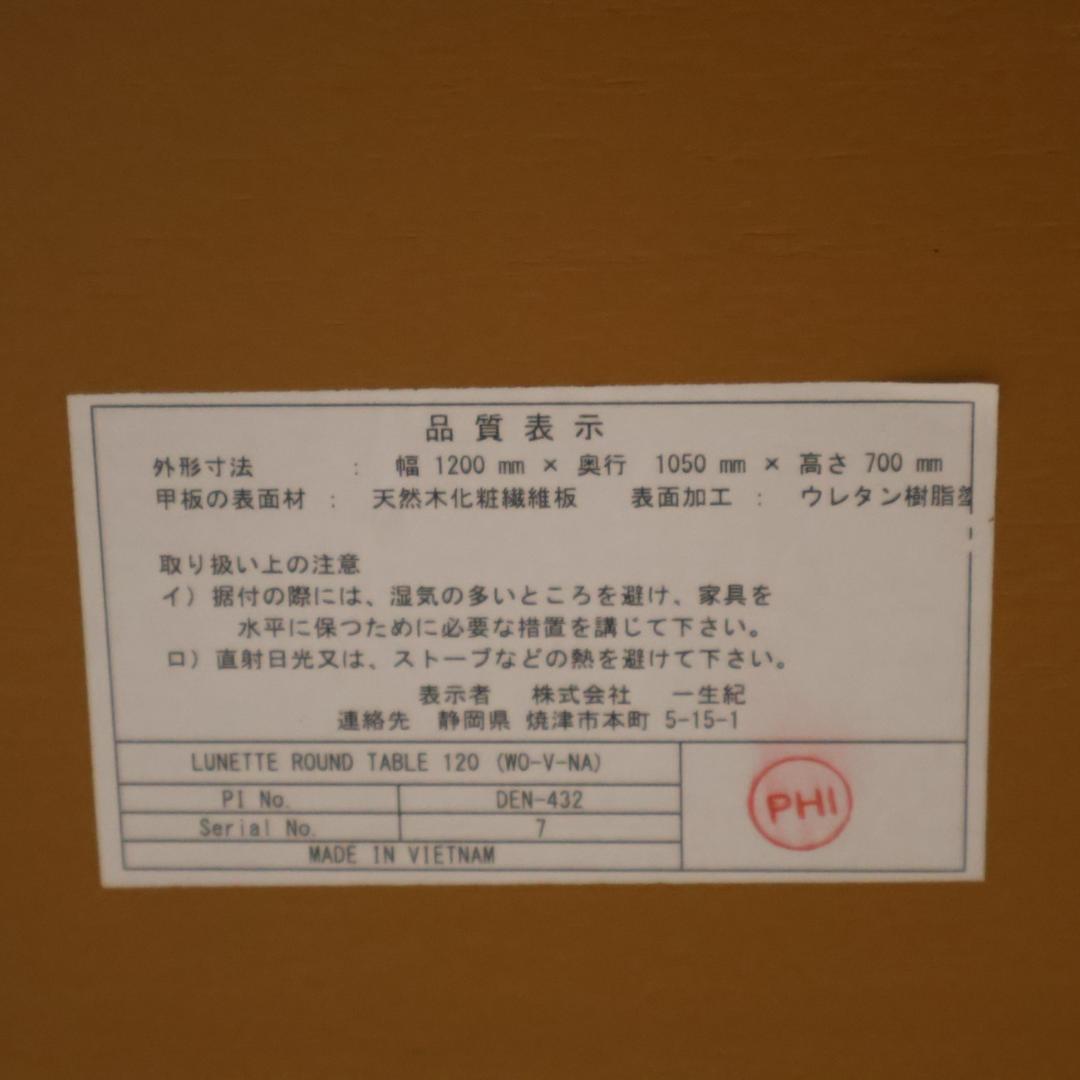 品質表示
外形寸法 : 幅 1200 mm × 奥行 1050 mm × 高さ 700 mm
甲板の表面材 : 天然木化粧繊維板 表面加工 : ウレタン樹脂塗
取り扱い上の注意
イ) 据付の際には、湿気の多いところを避け、家具を
水平に保つために必要な措置を講じて下さい。
ロ) 直射日光又は、ストーブなどの熱を避けて下さい。
表示者 株式会社 一生紀
連絡先 静岡県 焼津市本町 5-15-1
LUNETTE ROUND TABLE 120 (WO-V-NA)
PI No. DEN-432
Serial No. 7
MADE IN VIETNAM
PHI